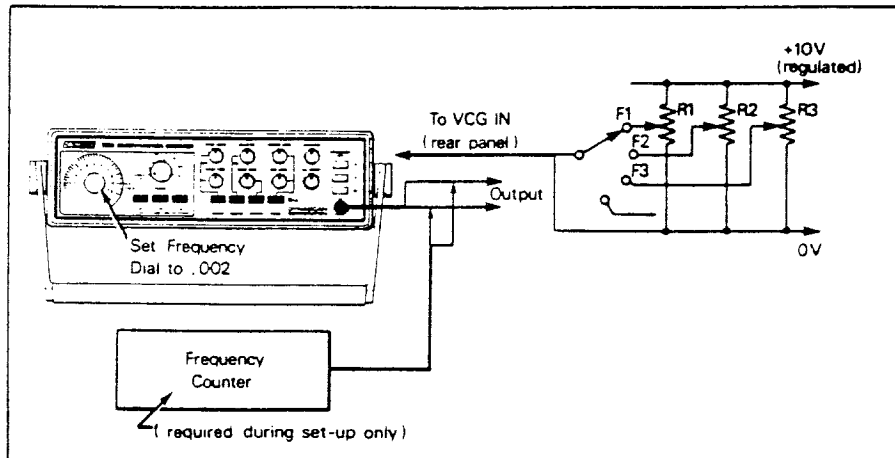 +10V
(regulated)
To VCG IN
(rear panel)
F1
R1
R2
R3
F2
F3
Output
0V
Set Frequency
Dial to .002
Frequency
Counter
( required during set-up only )